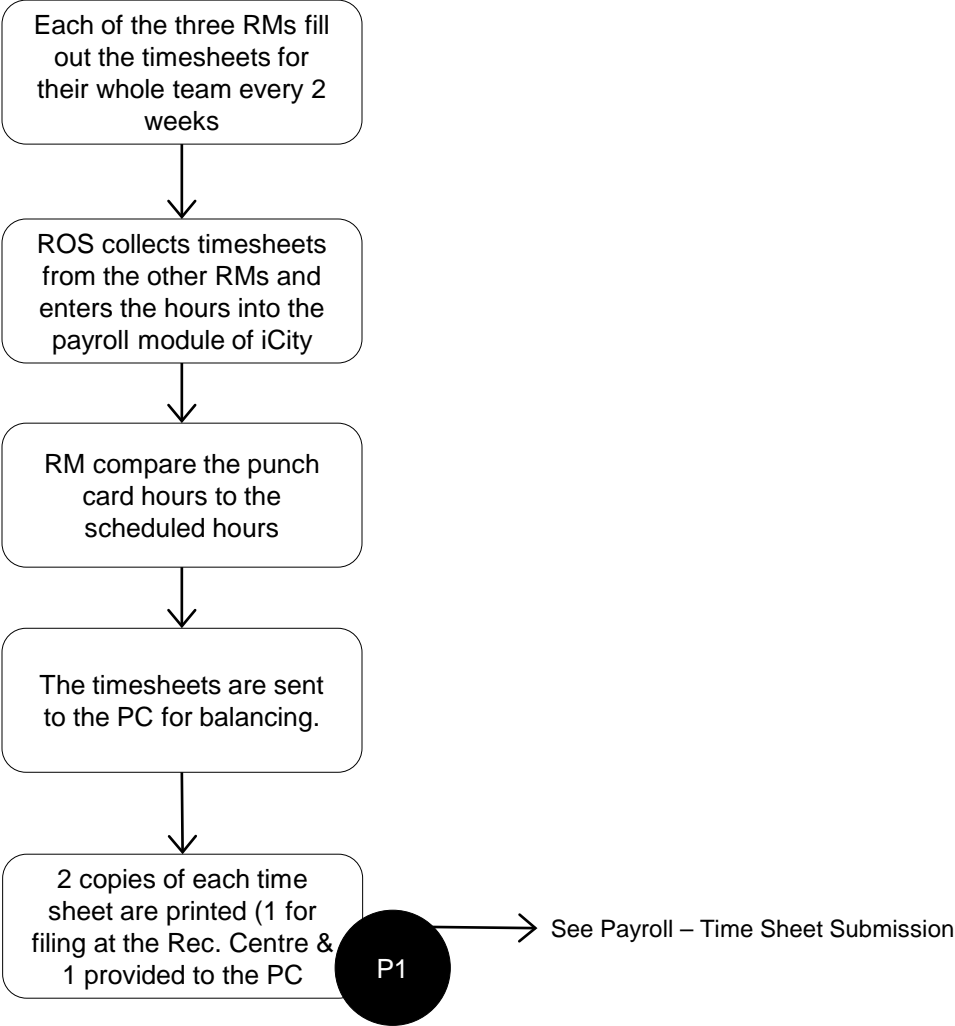 Each of the three RMs fill
out the timesheets for
their whole team every 2
weeks
ROS collects timesheets
from the other RMs and
enters the hours into the
payroll module of iCity
RM compare the punch
card hours to the
scheduled hours
The timesheets are sent
to the PC for balancing.
2 copies of each time
sheet are printed (1 for
filing at the Rec. Centre &
1 provided to the PC
P1
See Payroll – Time Sheet Submission